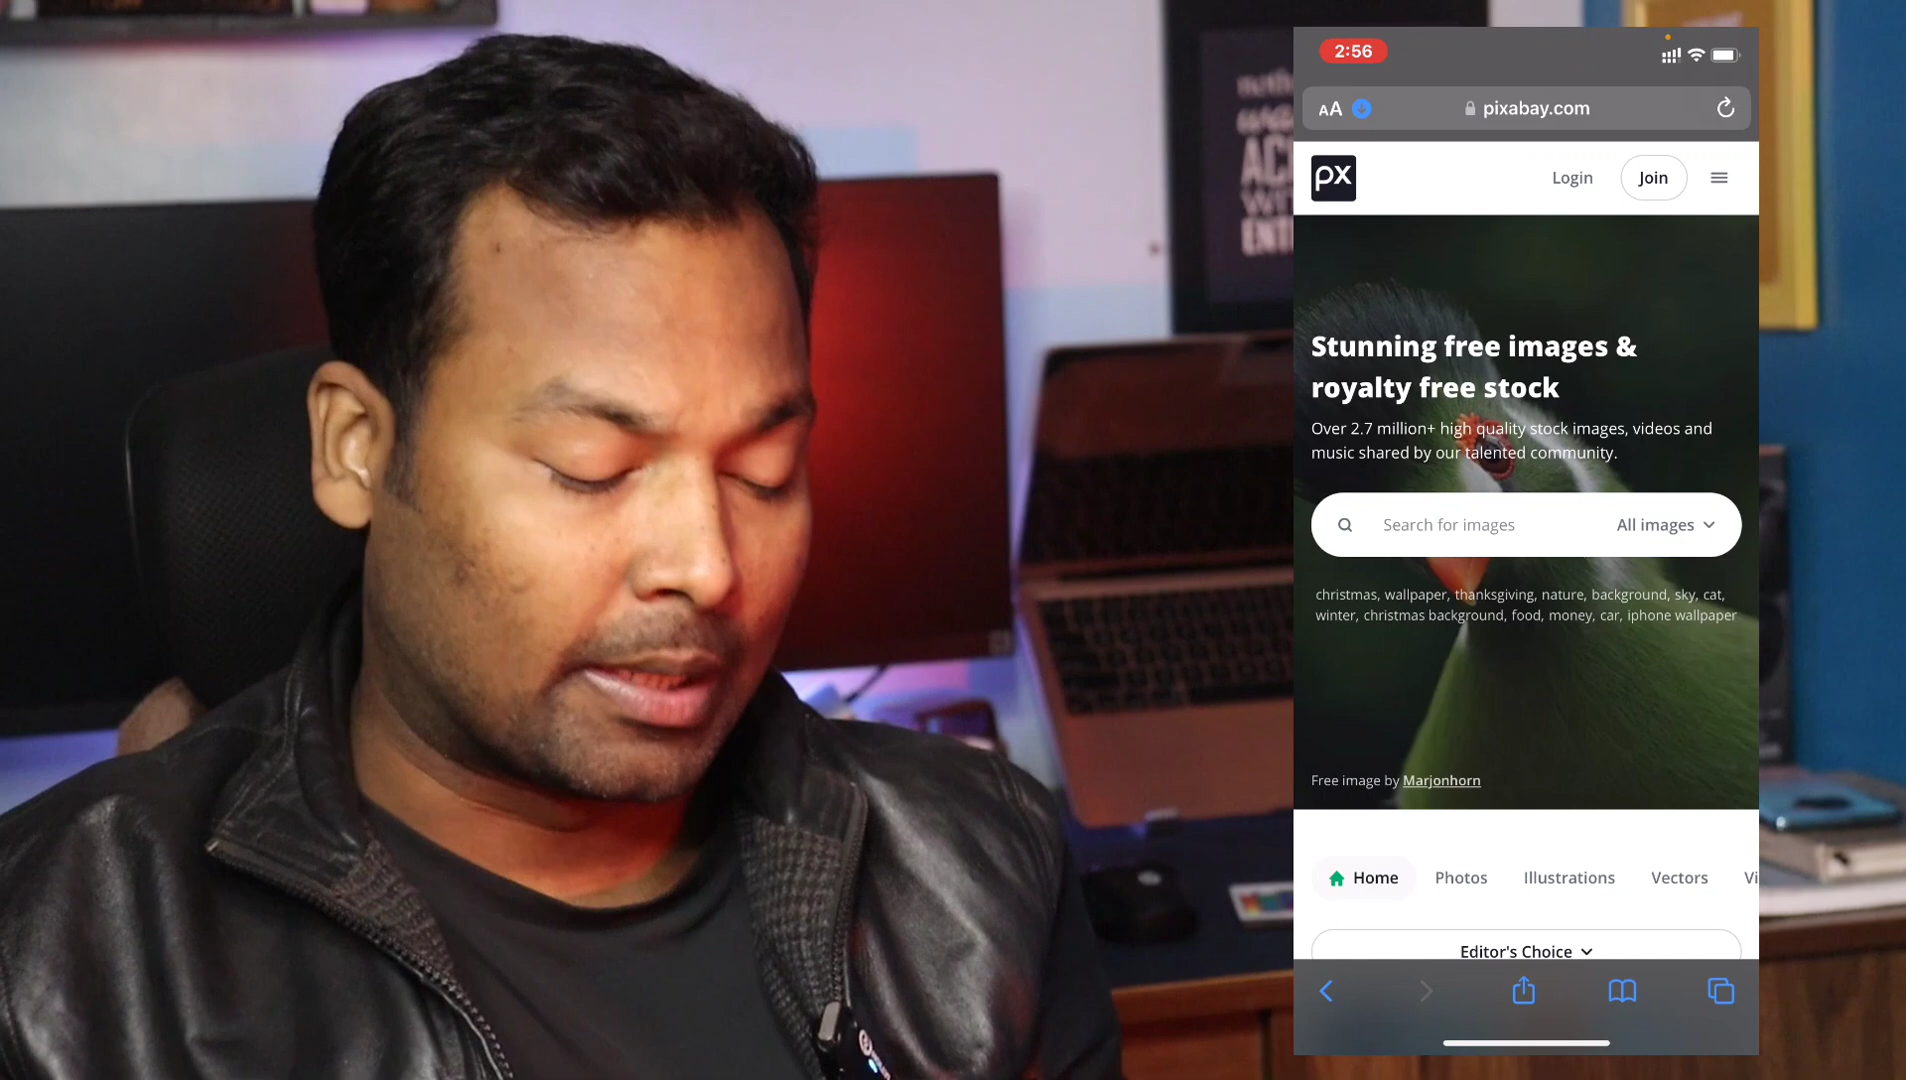 2:56
AA
pixabay.com
px
Login
Join
Stunning free images &
royalty free stock
Over 2.7 million+ high quality stock images, videos and
music shared by our talented community.
Search for images
All images
christmas, wallpaper, thanksgiving, nature, background, sky, cat,
winter, christmas background, food, money, car, iphone wallpaper
Free image by Marjonhorn
Home
Photos
Illustrations
Vectors
Vi
Editor's Choice